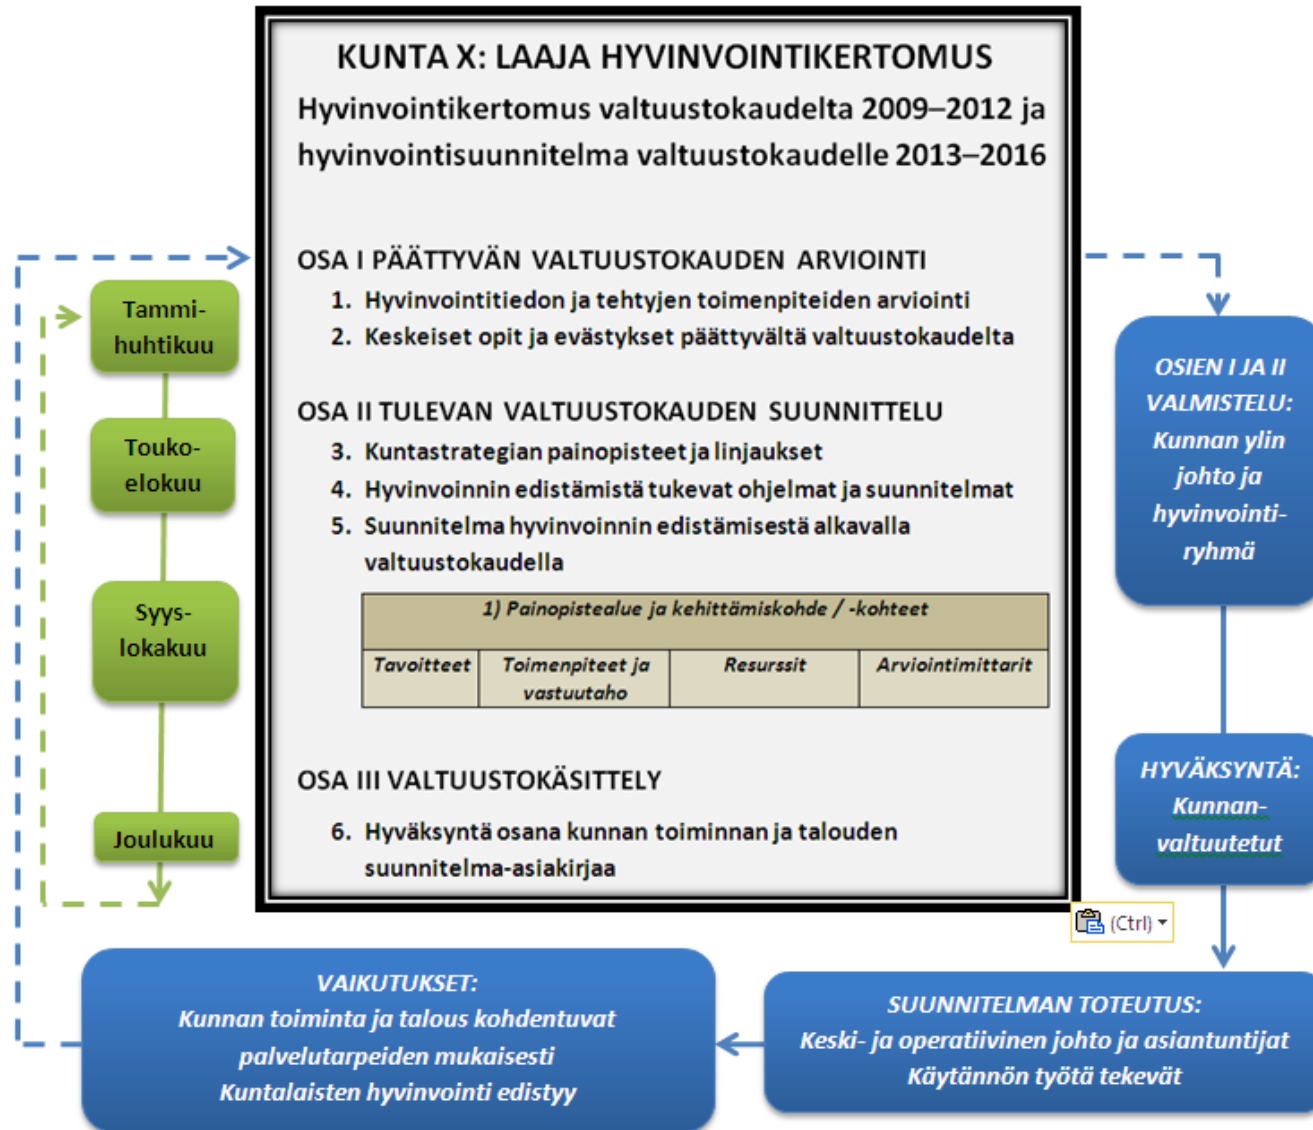 KUNTA X: LAAJA HYVINVOINTIKERTOMUS
Hyvinvointikertomus valtuustokaudelta 2009–2012 ja
hyvinvointisuunnitelma valtuustokaudelle 2013–2016
OSA I PÄÄTTYVÄN VALTUUSTOKAUDEN ARVIOINTI
1. Hyvinvointitiedon ja tehtyjen toimenpiteiden arviointi
2. Keskeiset opit ja evästykset päättyvältä valtuustokaudelta
OSA II TULEVAN VALTUUSTOKAUDEN SUUNNITTELU
3. Kuntastrategian painopisteet ja linjaukset
4. Hyvinvoinnin edistämistä tukevat ohjelmat ja suunnitelmat
5. Suunnitelma hyvinvoinnin edistämisestä alkavalla
valtuustokaudella
1) Painopistealue ja kehittämiskohde / -kohteet
Tavoitteet
Toimenpiteet ja
vastuutaho
Resurssit
Arviointimittarit
OSA III VALTUUSTOKÄSITTELY
6. Hyväksyntä osana kunnan toiminnan ja talouden
suunnitelma-asiakirjaa
Tammi-
huhtikuu
Touko-
elokuu
Syys-
lokakuu
Joulukuu
OSIEN I JA II
VALMISTELU:
Kunnan ylin
johto ja
hyvinvointi-
ryhmä
HYVÄKSYNTÄ:
Kunnan-
valtuutetut
(Ctrl)
SUUNNITELMAN TOTEUTUS:
Keski- ja operatiivinen johto ja asiantuntijat
Käytännön työtä tekevät
VAIKUTUKSET:
Kunnan toiminta ja talous kohdentuvat
palvelutarpeiden mukaisesti
Kuntalaisten hyvinvointi edistyy